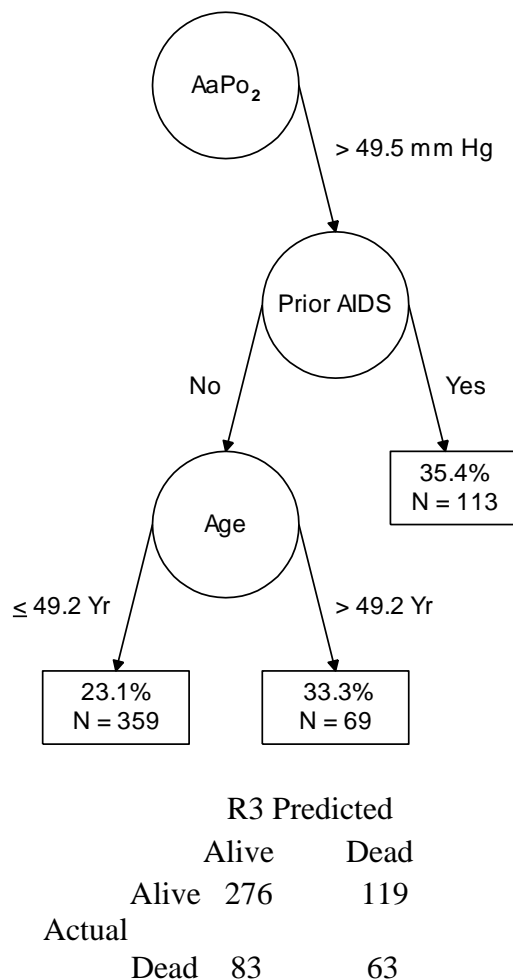 AaPo₂
> 49.5 mm Hg
Prior AIDS
No
Yes
35.4%
N = 113
Age
≤ 49.2 Yr
> 49.2 Yr
23.1%
N = 359
33.3%
N = 69
R3 Predicted
Alive Dead
Alive 276 119
Actual
Dead 83 63